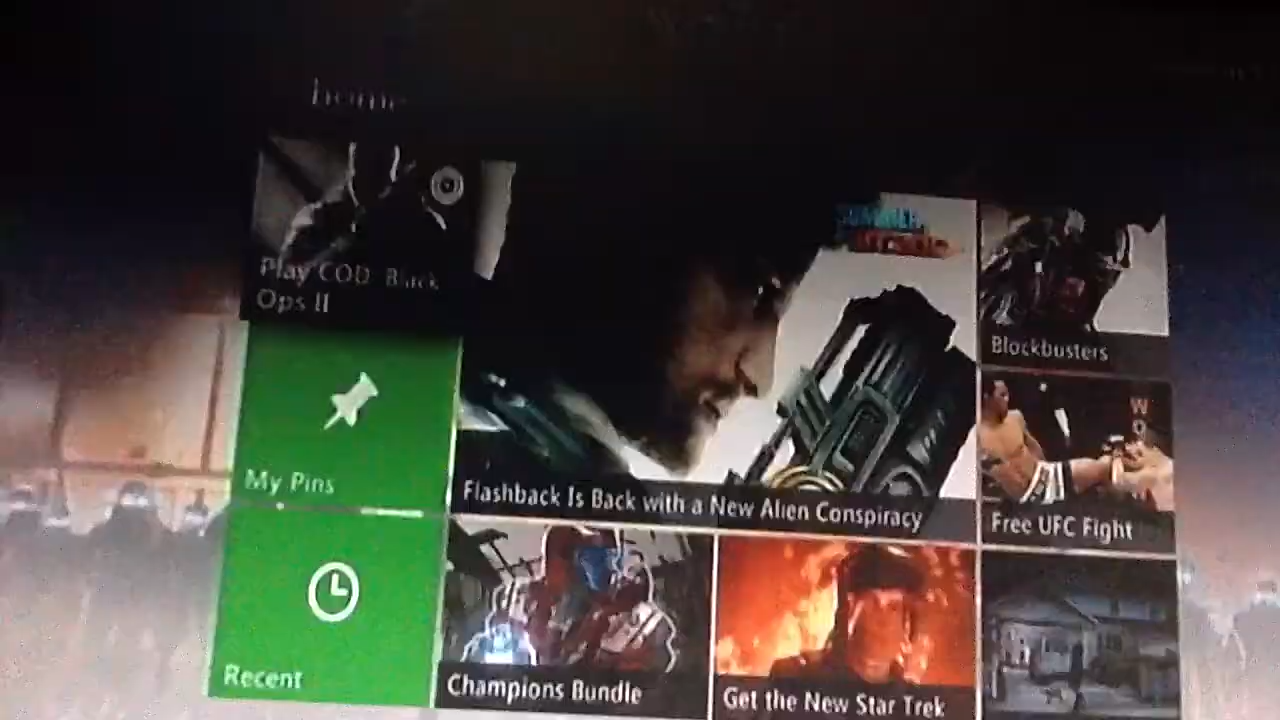 home
Play COD: Black
Ops II
SUMMER
My Pins
Recent
Flashback Is Back with a New Alien Conspiracy
Champions Bundle
Get the New Star Trek
Blockbusters
Free UFC Fight